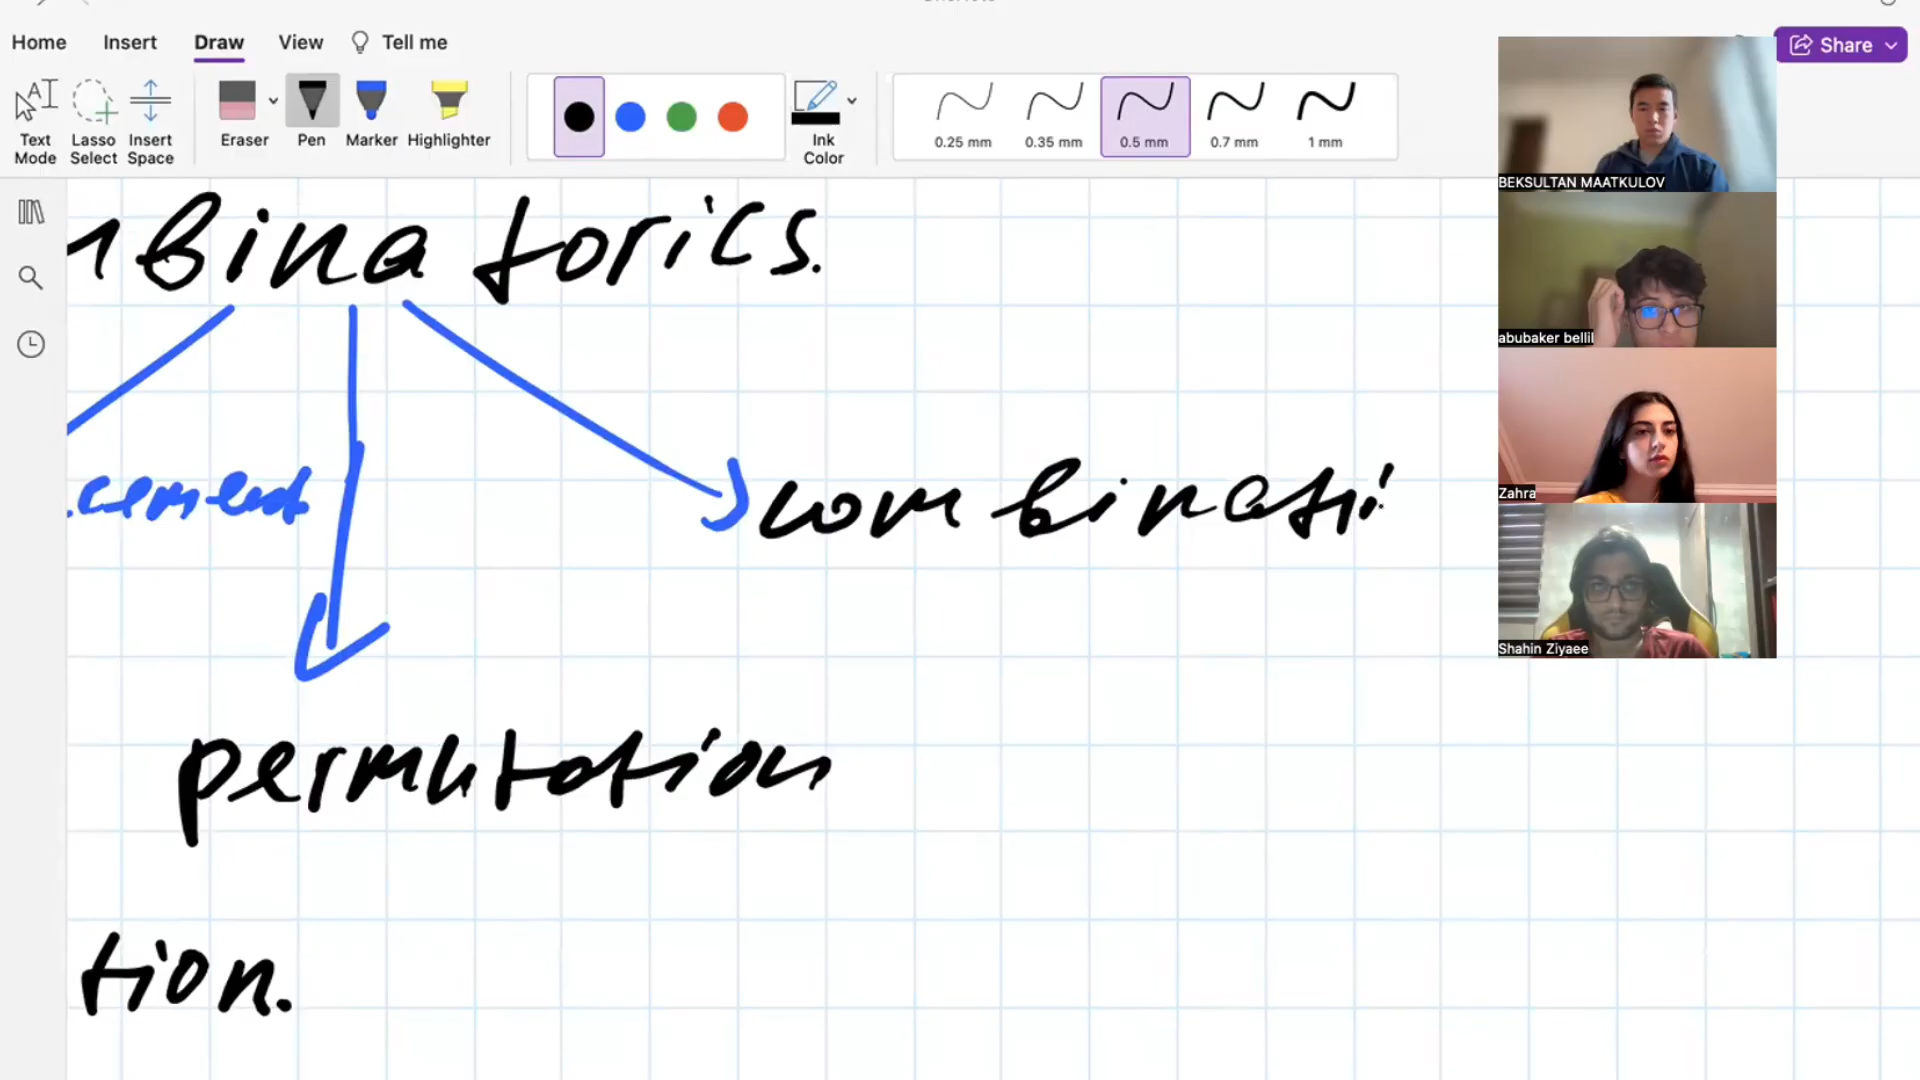 Home Insert Draw View Tell me Share
Text Mode Lasso Select Insert Space Eraser Pen Marker Highlighter Ink Color 0.25 mm 0.35 mm 0.5 mm 0.7 mm 1 mm
BEKSULTAN MAATKULOV
binatorics.
abubaker bellil
cement
combinati
Zahra
Shahin Ziyaee
permutation
tion.